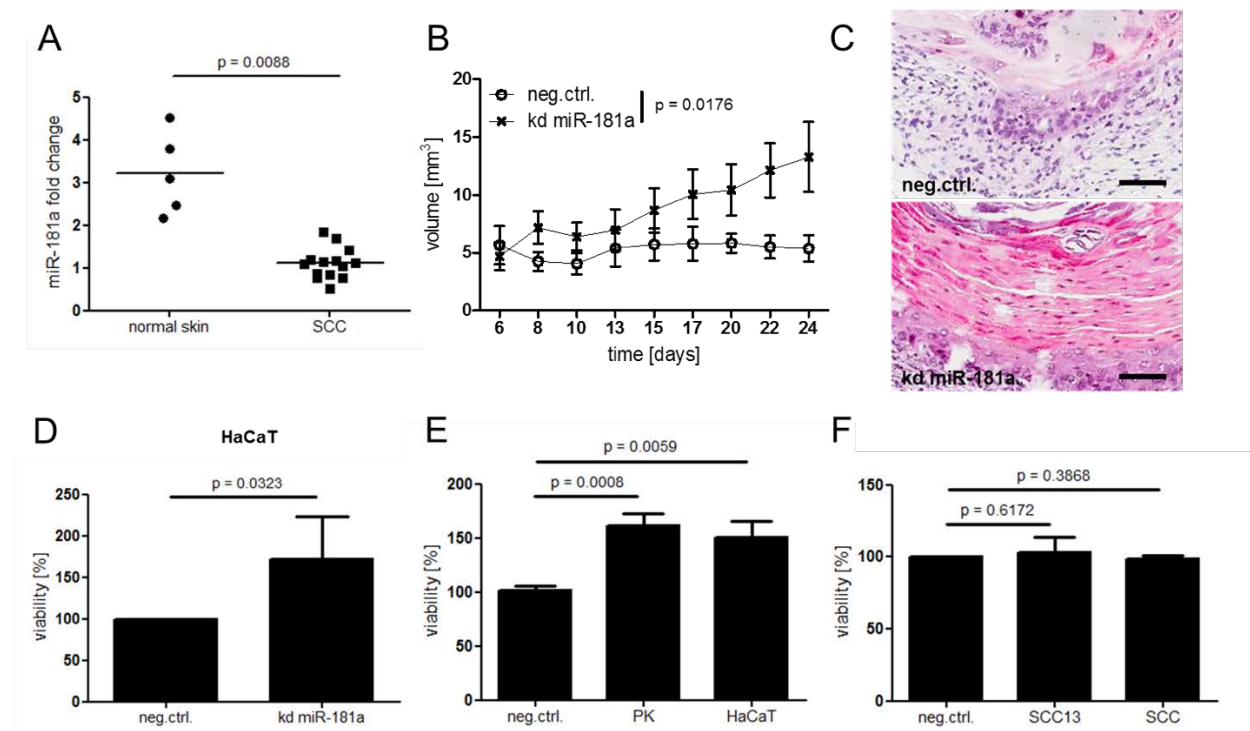 A
p = 0.0088
miR-181a fold change
5
4
3
2
1
0
normal skin
SCC
B
neg.ctrl.
kd miR-181a
p = 0.0176
volume [mm³]
20
15
10
5
0
6 8 10 13 15 17 20 22 24
time [days]
C
neg.ctrl.
kd miR-181a
D
HaCaT
p = 0.0323
viability [%]
250
200
150
100
50
0
neg.ctrl.
kd miR-181a
E
p = 0.0059
p = 0.0008
viability [%]
200
150
100
50
0
neg.ctrl.
PK
HaCaT
F
p = 0.3868
p = 0.6172
viability [%]
150
100
50
0
neg.ctrl.
SCC13
SCC